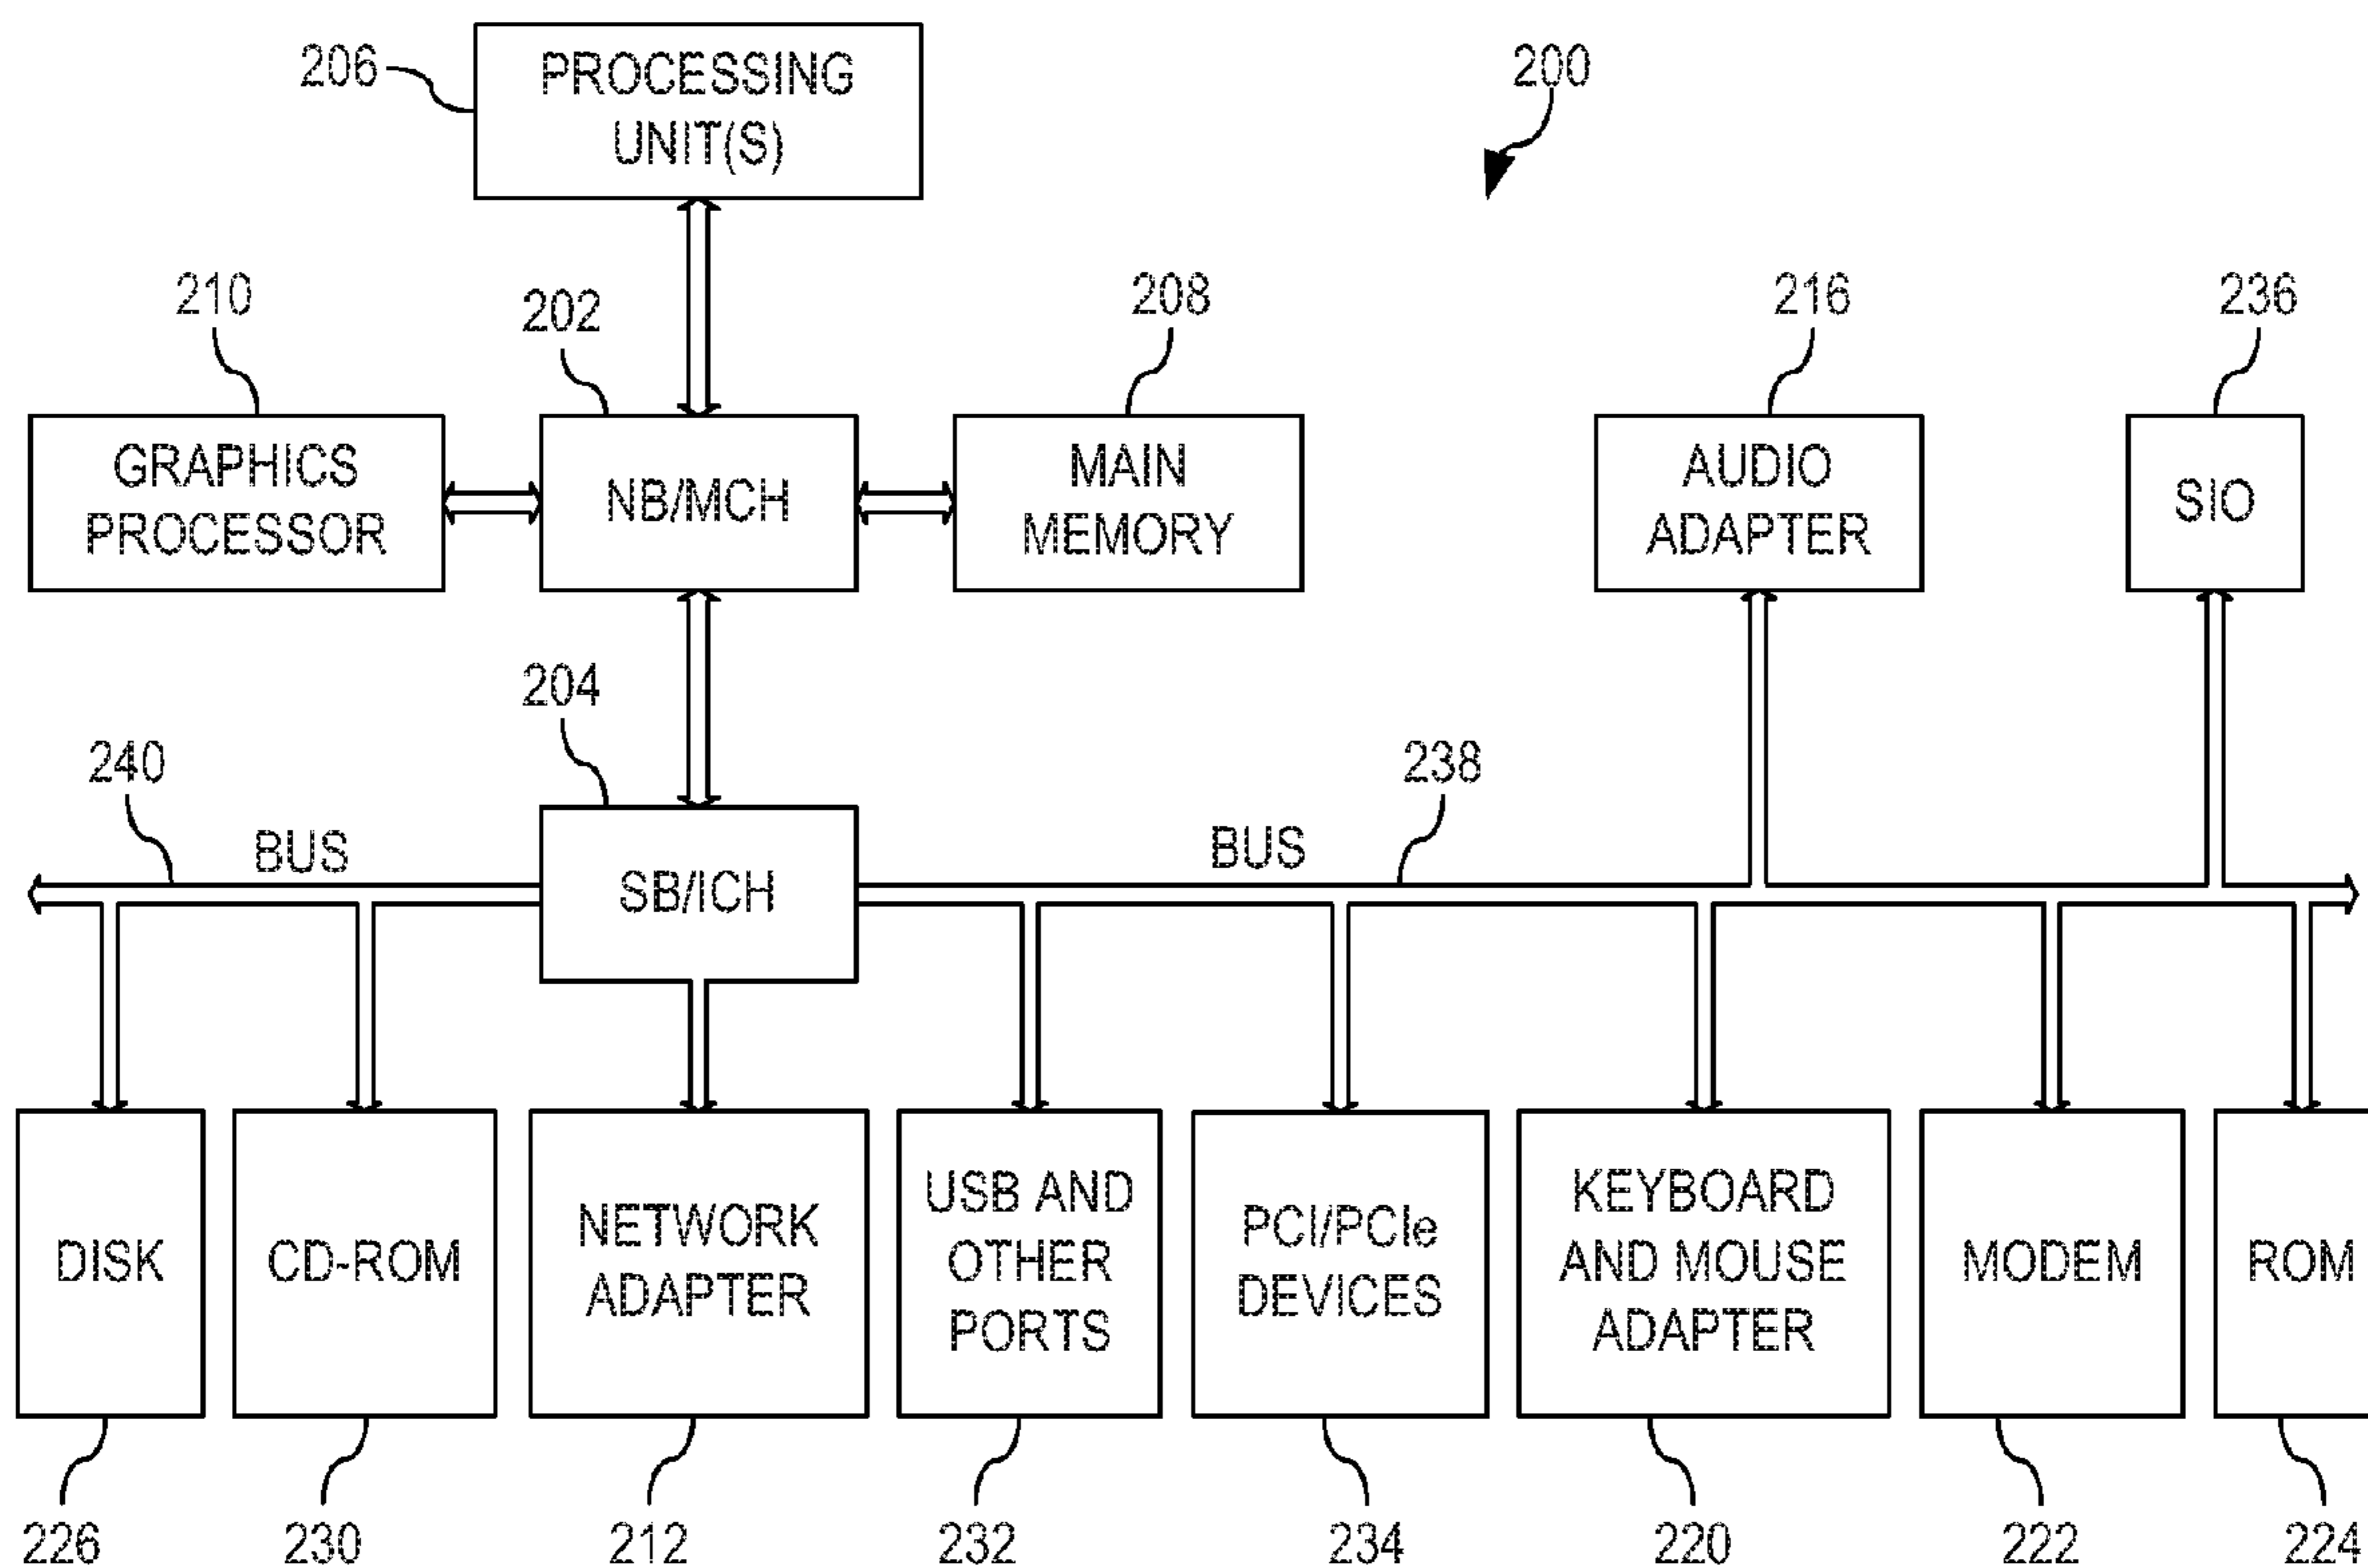 206
PROCESSING
UNIT(S)
200
210
202
208
216
236
GRAPHICS
PROCESSOR
NB/MCH
MAIN
MEMORY
AUDIO
ADAPTER
SIO
204
240
238
BUS
BUS
SB/ICH
DISK
CD-ROM
NETWORK
ADAPTER
USB AND
OTHER
PORTS
PCI/PCIe
DEVICES
KEYBOARD
AND MOUSE
ADAPTER
MODEM
ROM
226
230
212
232
234
220
222
224